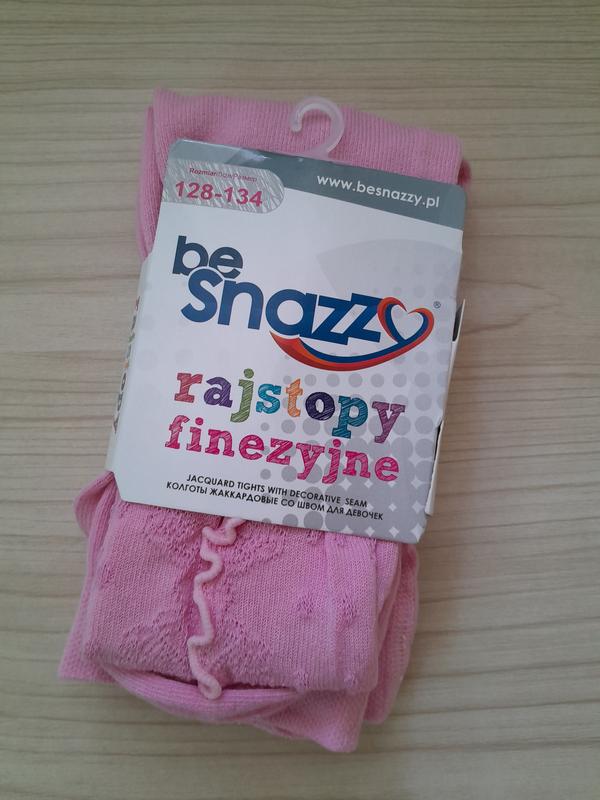 Rozmiar/Size/Размер
128-134
www.besnazzy.pl
be
Snazzy®
rajstopy
finezyjne
JACQUARD TIGHTS WITH DECORATIVE SEAM
КОЛГОТЫ ЖАККАРДОВЫЕ СО ШВОМ ДЛЯ ДЕВОЧЕК